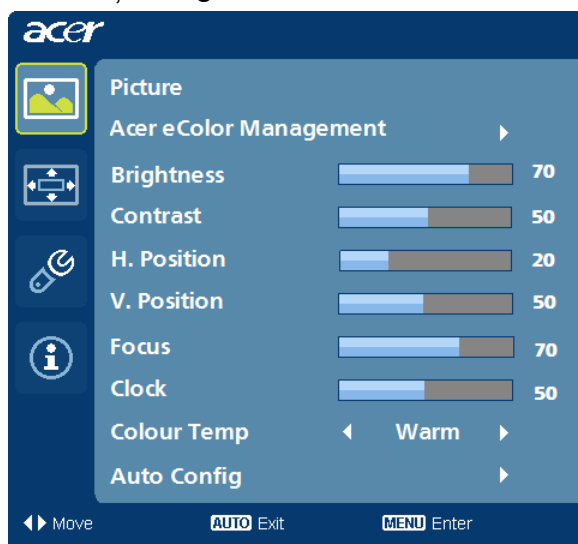 acer
Picture
Acer eColor Management
Brightness 70
Contrast 50
H. Position 20
V. Position 50
Focus 70
Clock 50
Colour Temp Warm
Auto Config
Move AUTO Exit MENU Enter